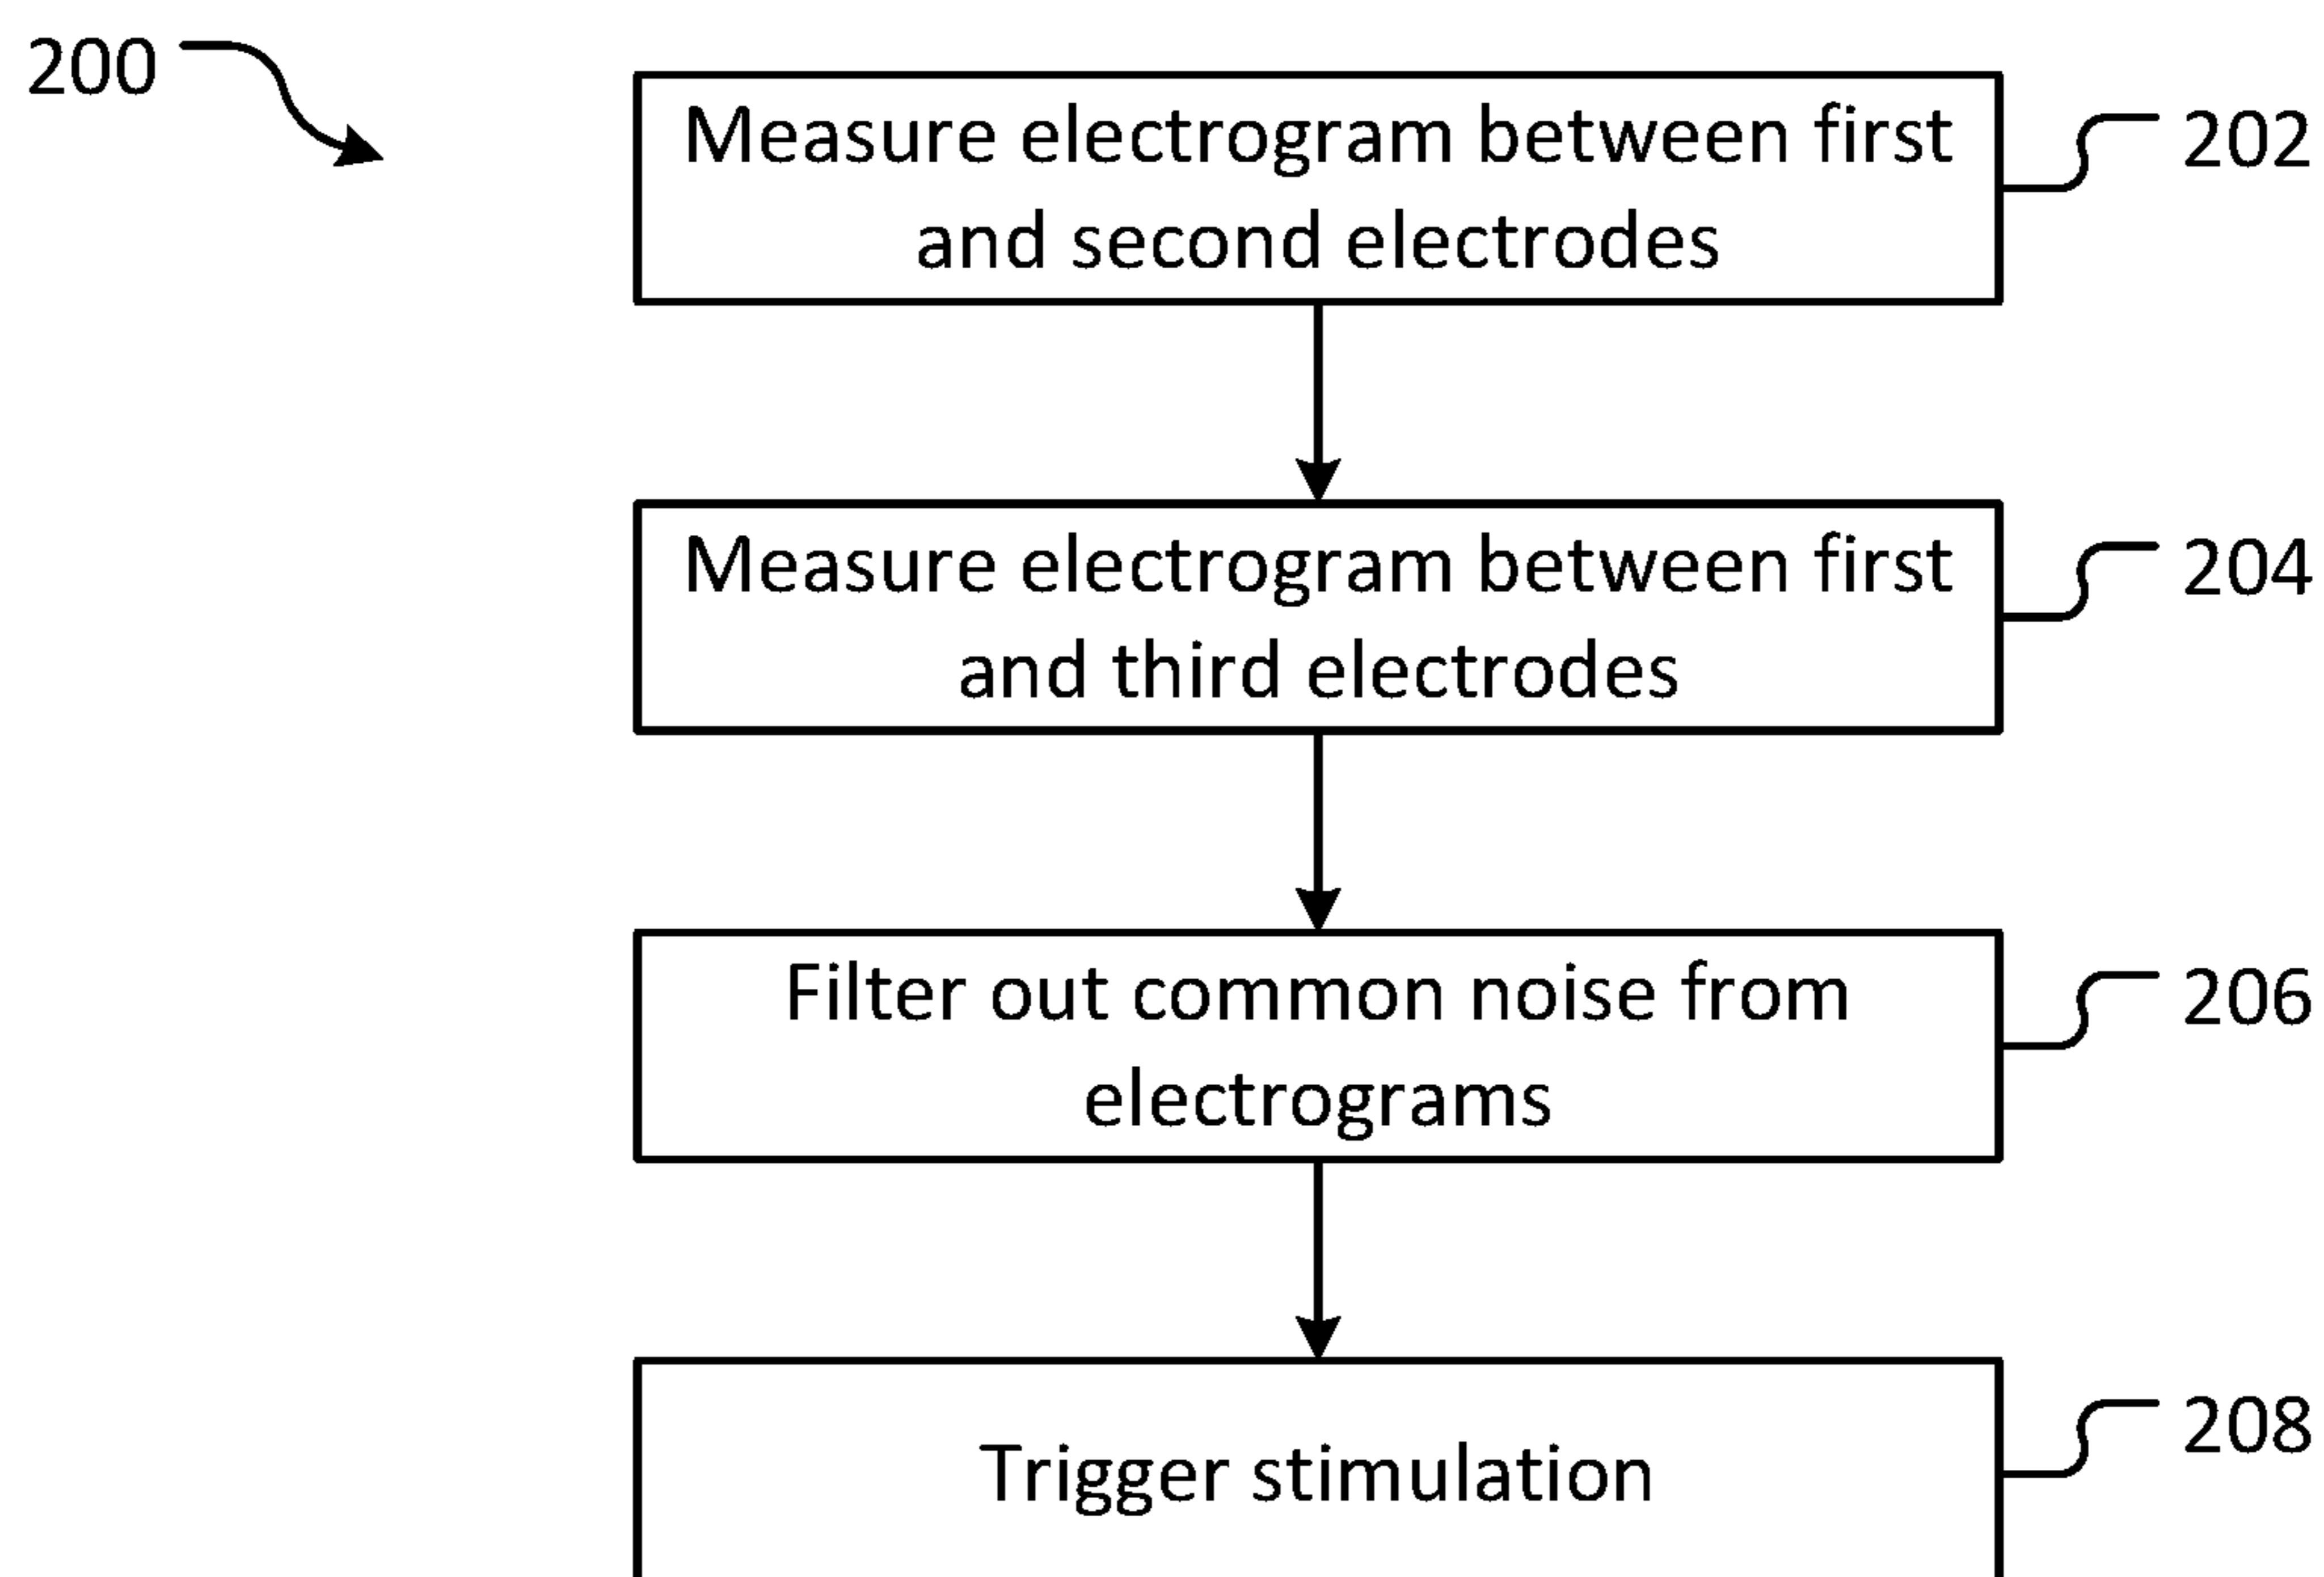 200
Measure electrogram between first
and second electrodes
202
Measure electrogram between first
and third electrodes
204
Filter out common noise from
electrograms
206
Trigger stimulation
208